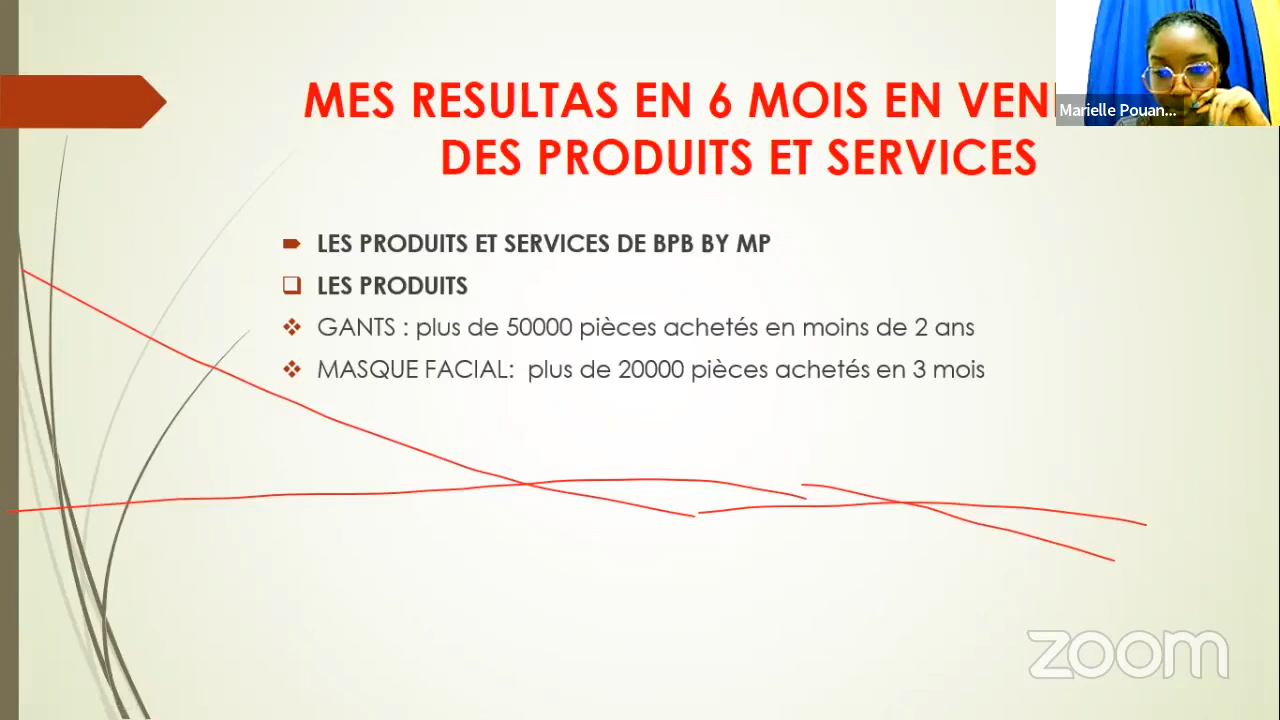 MES RESULTAS EN 6 MOIS EN
DES PRODUITS ET SERVICES
Marielle Pouan...
LES PRODUITS ET SERVICES DE BPB BY MP
LES PRODUITS
GANTS : plus de 50000 pièces achetés en moins de 2 ans
MASQUE FACIAL: plus de 20000 pièces achetés en 3 mois
zoom